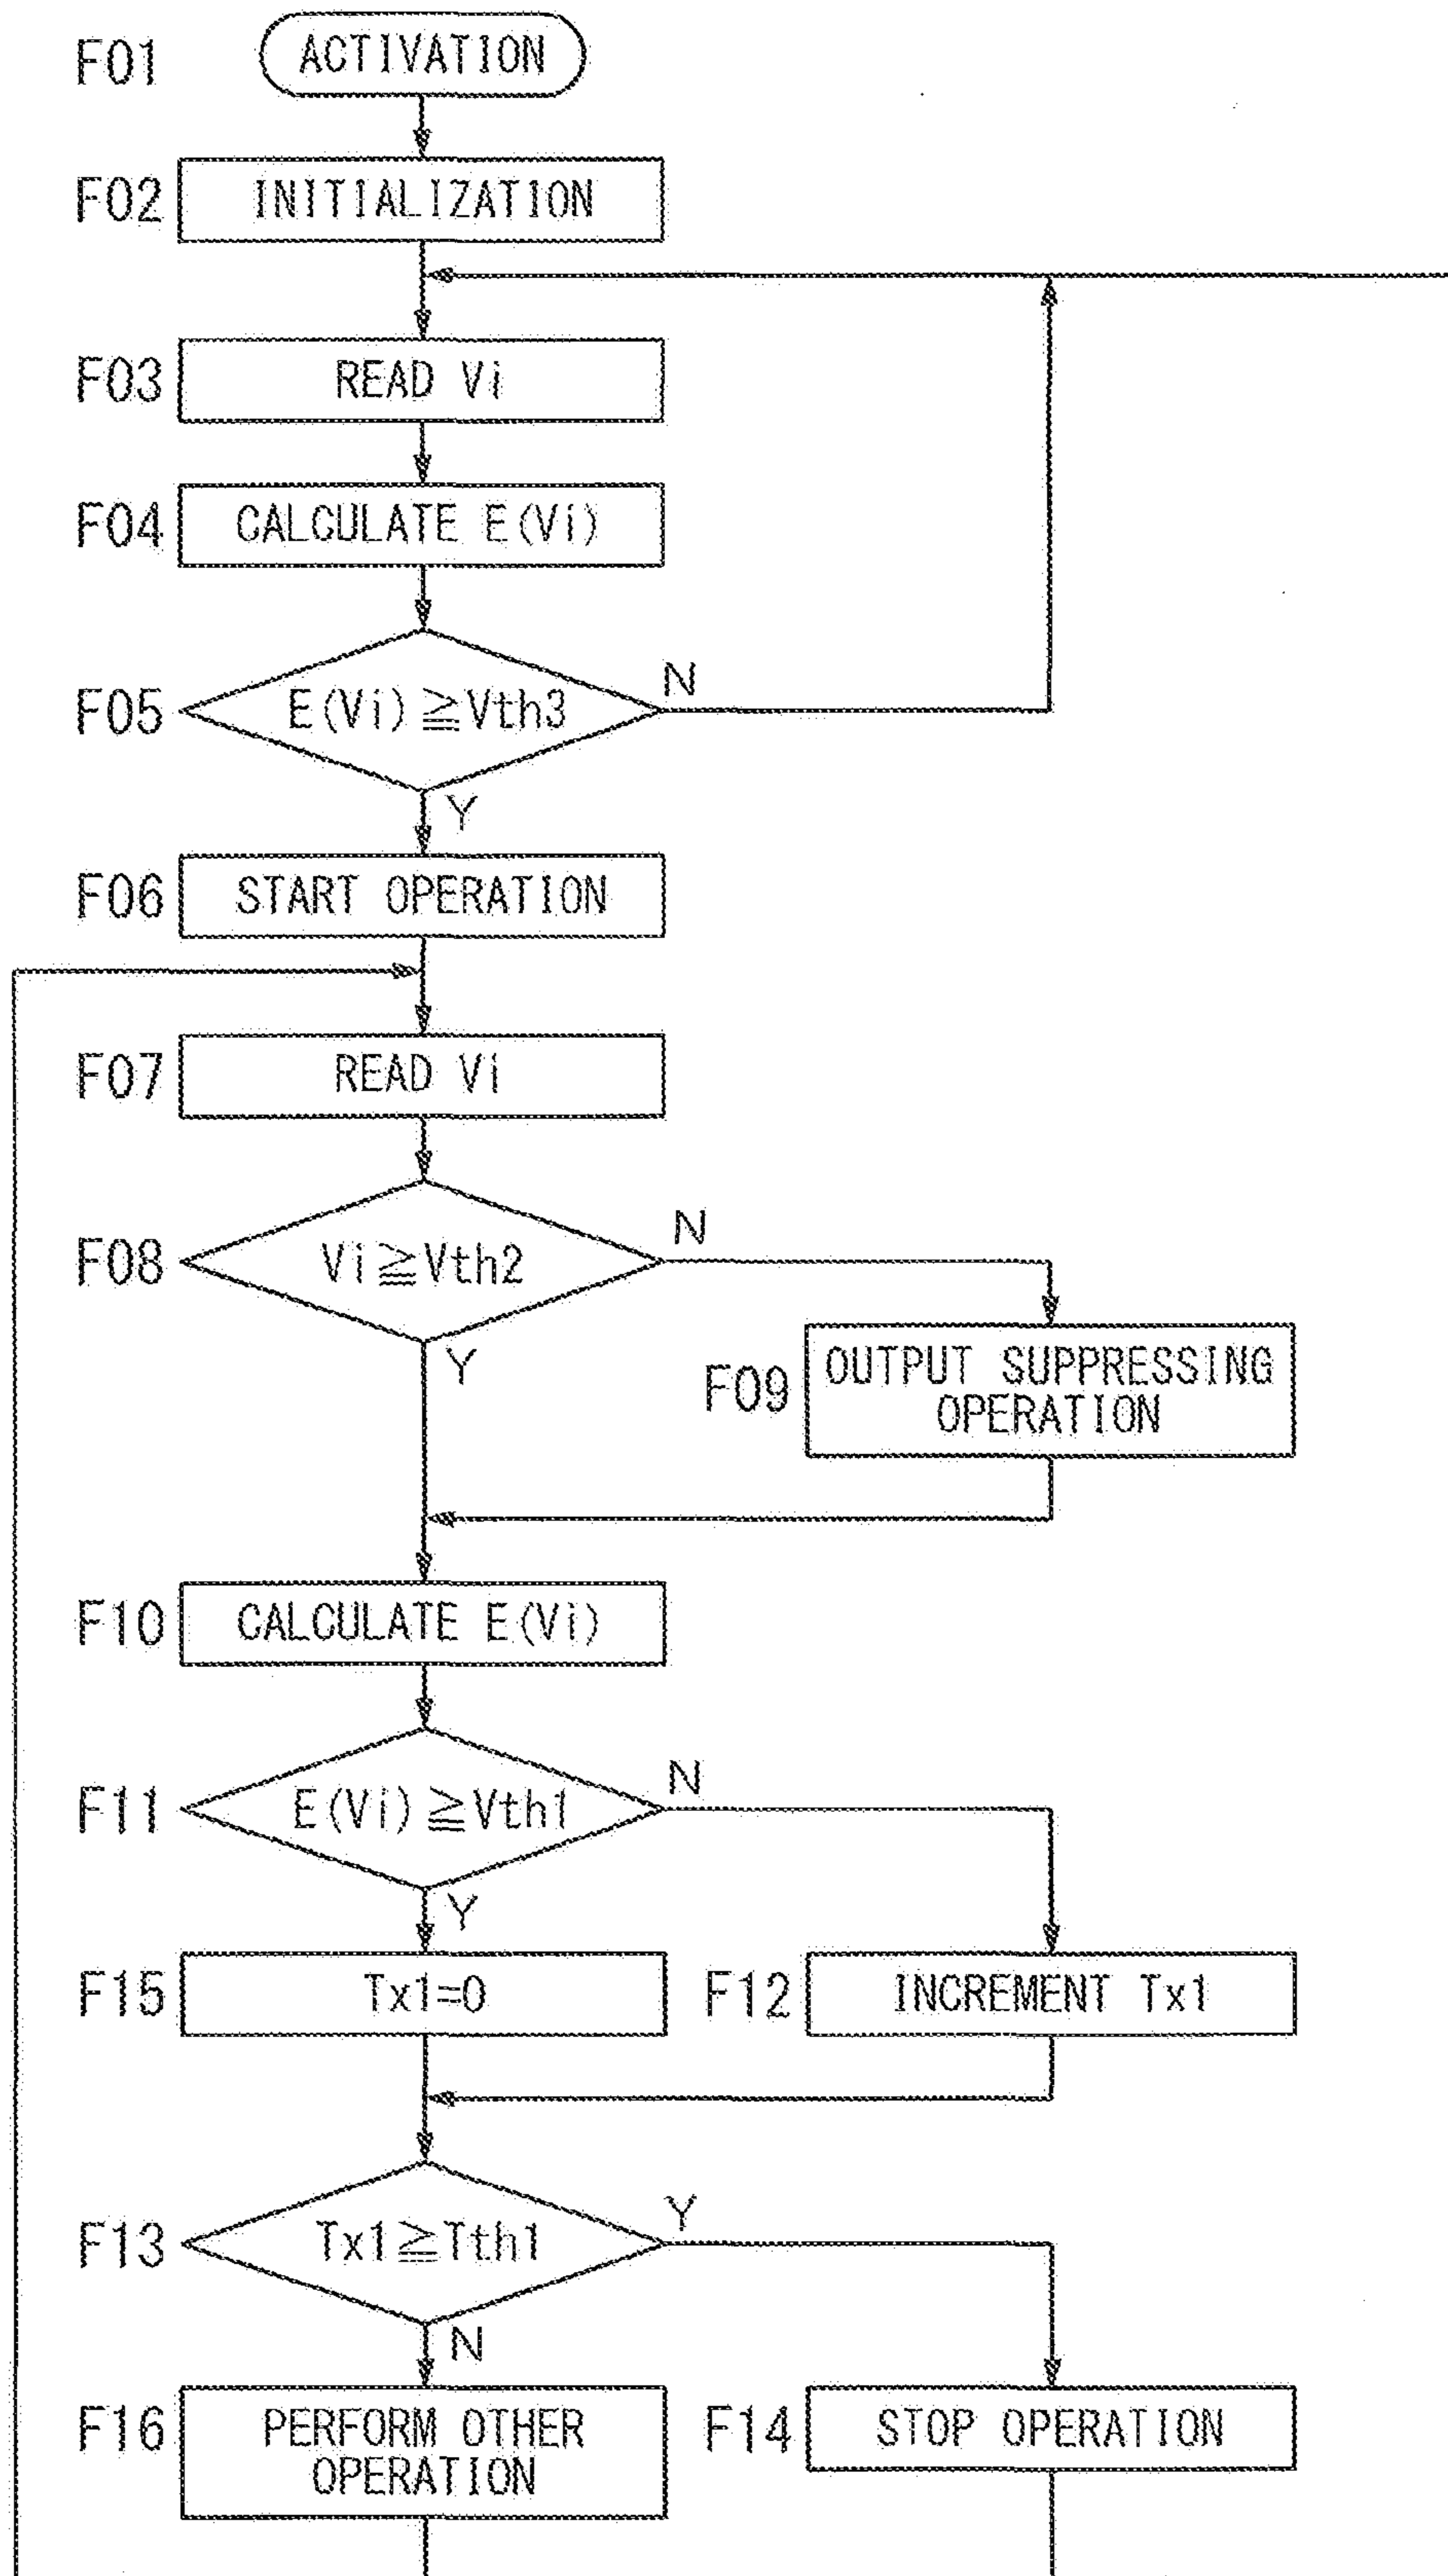 F01 ACTIVATION
F02 INITIALIZATION
F03 READ Vi
F04 CALCULATE E(Vi)
N
F05 E(Vi)≧Vth3
Y
F06 START OPERATION
F07 READ Vi
N
F08 Vi≧Vth2
Y
F09 OUTPUT SUPPRESSING
OPERATION
F10 CALCULATE E(Vi)
N
F11 E(Vi)≧Vth1
Y
F15 Tx1=0
F12 INCREMENT Tx1
Y
F13 Tx1≧Tth1
N
F16 PERFORM OTHER
OPERATION
F14 STOP OPERATION